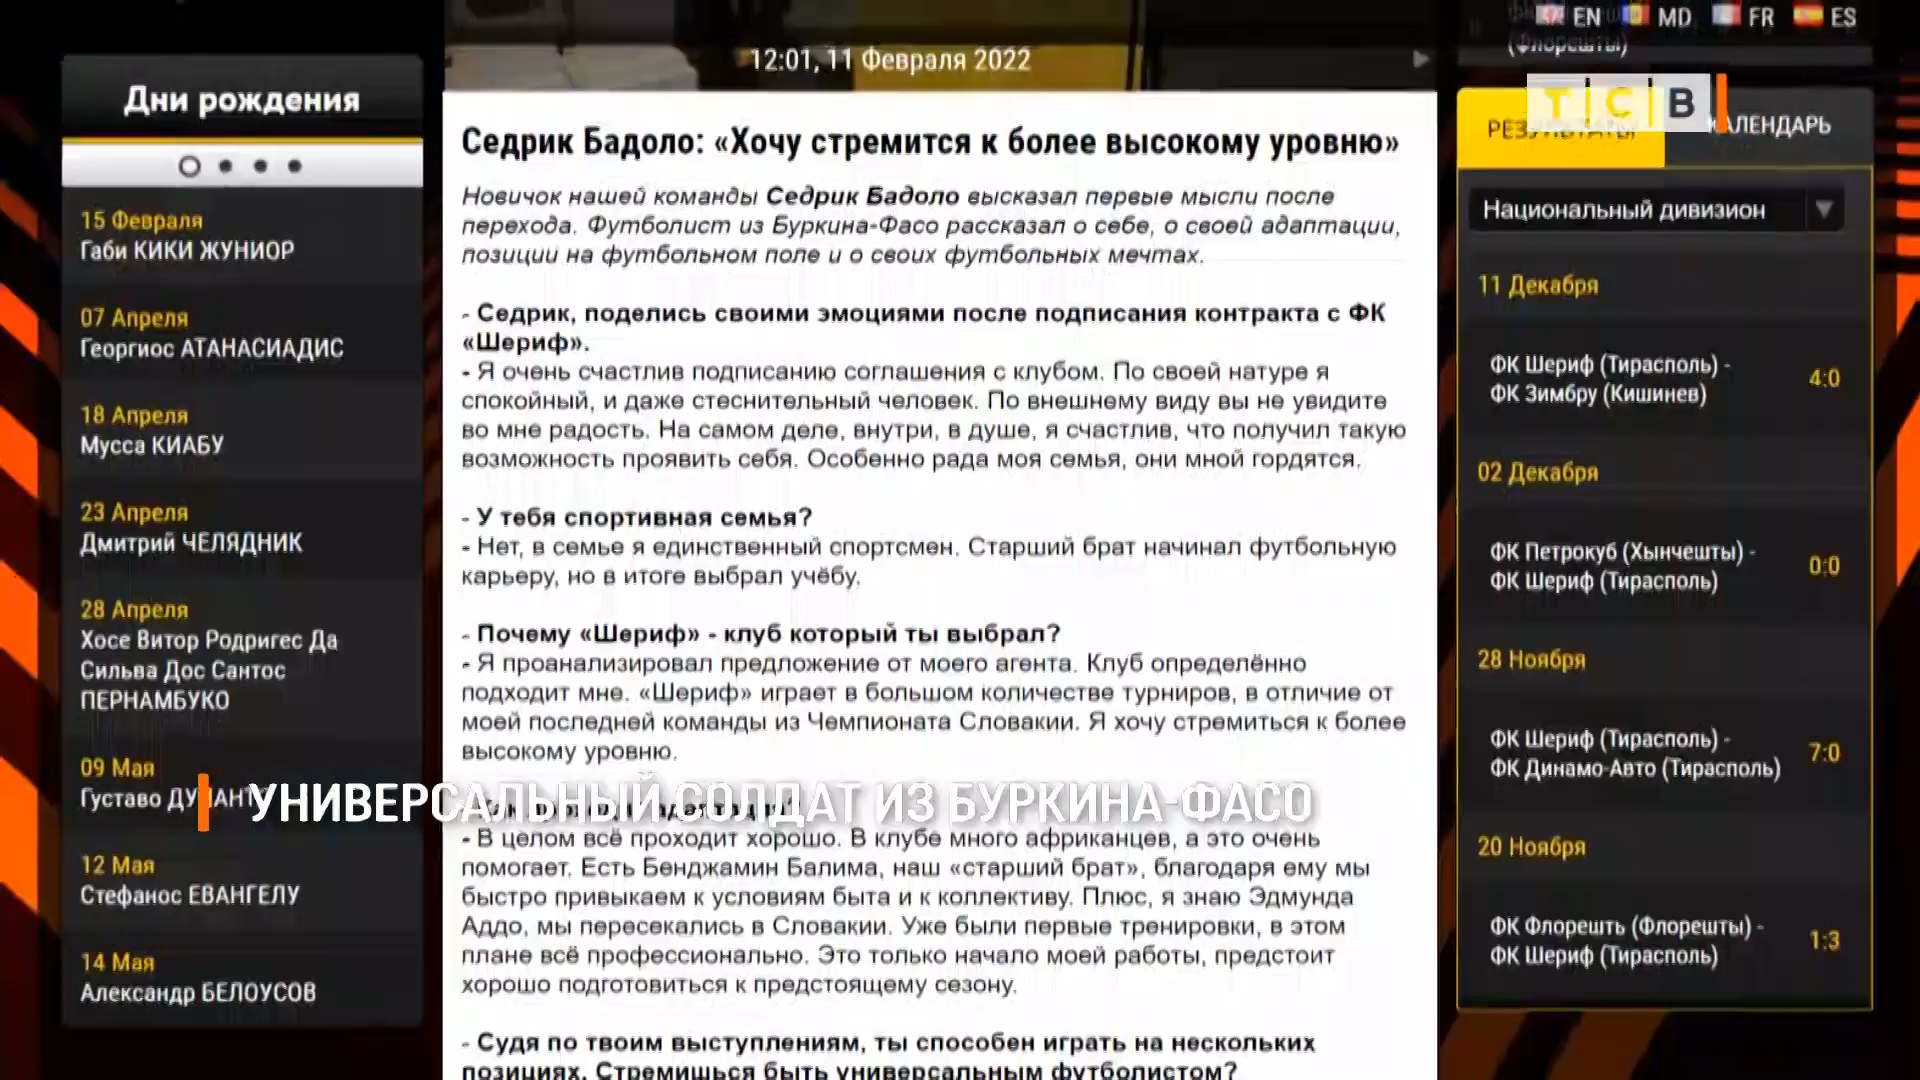 EN MD FR ES
(Флорешты)
12:01, 11 Февраля 2022
ТСВ
Дни рождения
15 Февраля
Габи КИКИ ЖУНИОР
07 Апреля
Георгиос АТАНАСИАДИС
18 Апреля
Мусса КИАБУ
23 Апреля
Дмитрий ЧЕЛЯДНИК
28 Апреля
Хосе Витор Родригес Да
Сильва Дос Сантос
ПЕРНАМБУКО
09 Мая
Густаво
12 Мая
Стефанос ЕВАНГЕЛУ
14 Мая
Александр БЕЛОУСОВ
Седрик Бадоло: «Хочу стремится к более высокому уровню»
Новичок нашей команды Седрик Бадоло высказал первые мысли после
перехода. Футболист из Буркина-Фасо рассказал о себе, о своей адаптации,
позиции на футбольном поле и о своих футбольных мечтах.
- Седрик, поделись своими эмоциями после подписания контракта с ФК
«Шериф».
- Я очень счастлив подписанию соглашения с клубом. По своей натуре я
спокойный, и даже стеснительный человек. По внешнему виду вы не увидите
во мне радость. На самом деле, внутри, в душе, я счастлив, что получил такую
возможность проявить себя. Особенно рада моя семья, они мной гордятся.
- У тебя спортивная семья?
- Нет, в семье я единственный спортсмен. Старший брат начинал футбольную
карьеру, но в итоге выбрал учёбу.
- Почему «Шериф» - клуб который ты выбрал?
- Я проанализировал предложение от моего агента. Клуб определённо
подходит мне. «Шериф» играет в большом количестве турниров, в отличие от
моей последней команды из Чемпионата Словакии. Я хочу стремиться к более
высокому уровню.
УНИВЕРСАЛЬНЫЙ СОЛДАТ ИЗ БУРКИНА-ФАСО
- В целом всё проходит хорошо. В клубе много африканцев, а это очень
помогает. Есть Бенджамин Балима, наш «старший брат», благодаря ему мы
быстро привыкаем к условиям быта и к коллективу. Плюс, я знаю Эдмунда
Аддо, мы пересекались в Словакии. Уже были первые тренировки, в этом
плане всё профессионально. Это только начало моей работы, предстоит
хорошо подготовиться к предстоящему сезону.
- Судя по твоим выступлениям, ты способен играть на нескольких
позициях. Стремишься быть универсальным футболистом?
РЕЗУЛЬТАТЫ КАЛЕНДАРЬ
Национальный дивизион
11 Декабря
ФК Шериф (Тирасполь) -
ФК Зимбру (Кишинев)
4:0
02 Декабря
ФК Петрокуб (Хынчешты) -
ФК Шериф (Тирасполь)
0:0
28 Ноября
ФК Шериф (Тирасполь) -
ФК Динамо-Авто (Тирасполь)
7:0
20 Ноября
ФК Флорешть (Флорешты) -
ФК Шериф (Тирасполь)
1:3